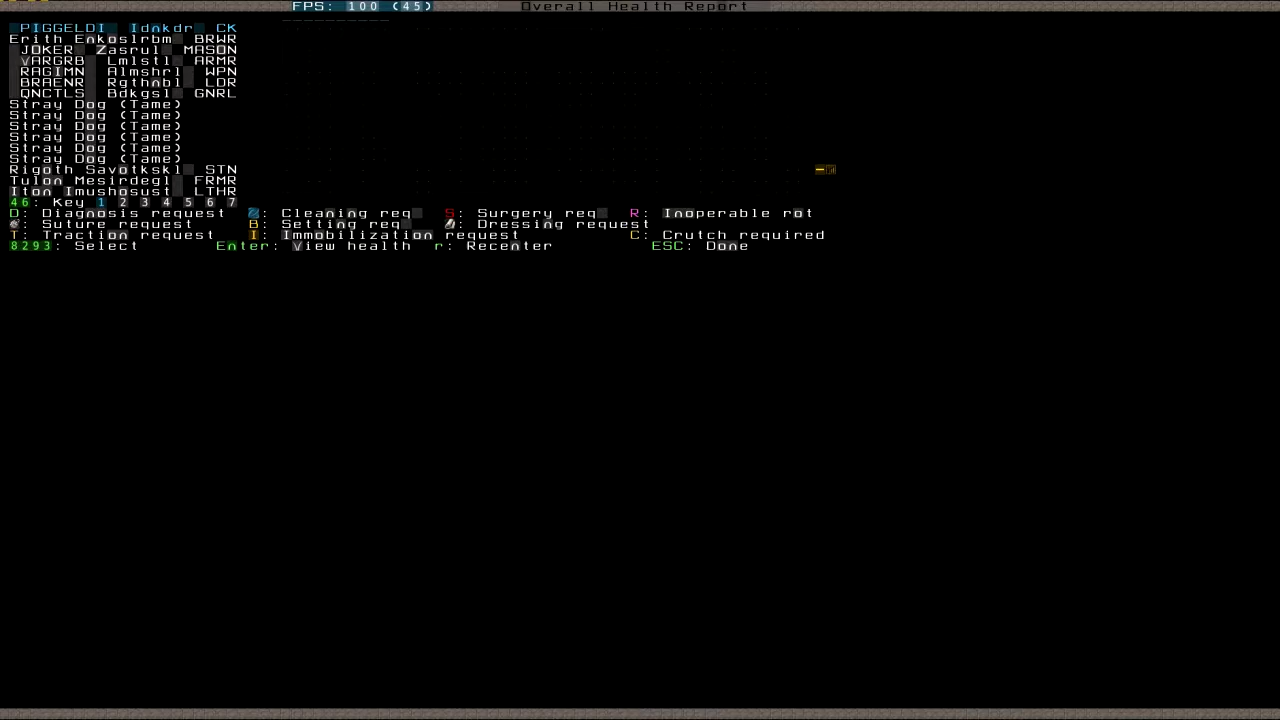 FPS: 100 (45) Overall Health Report
PIGGELDI Idnkdr CK
Erith Enkoslrbm BRWR
JOKER Zasrul MASON
VARGRB Lmlstl ARMR
RAGIMN Almshrl WPN
BRAENR Rgthnbl LDR
QNCTLS Bdkgsl GNRL
Stray Dog (Tame)
Stray Dog (Tame)
Stray Dog (Tame)
Stray Dog (Tame)
Stray Dog (Tame)
Stray Dog (Tame)
Rigoth Savotkskl STN
Tulon Mesirdegl FRMR
Iton Imushosust LTHR
46: Key 1 2 3 4 5 6 7
D: Diagnosis request : Cleaning req S: Surgery req R: Inoperable rot
: Suture request B: Setting req : Dressing request
T: Traction request I: Immobilization request C: Crutch required
8293: Select Enter: View health r: Recenter ESC: Done